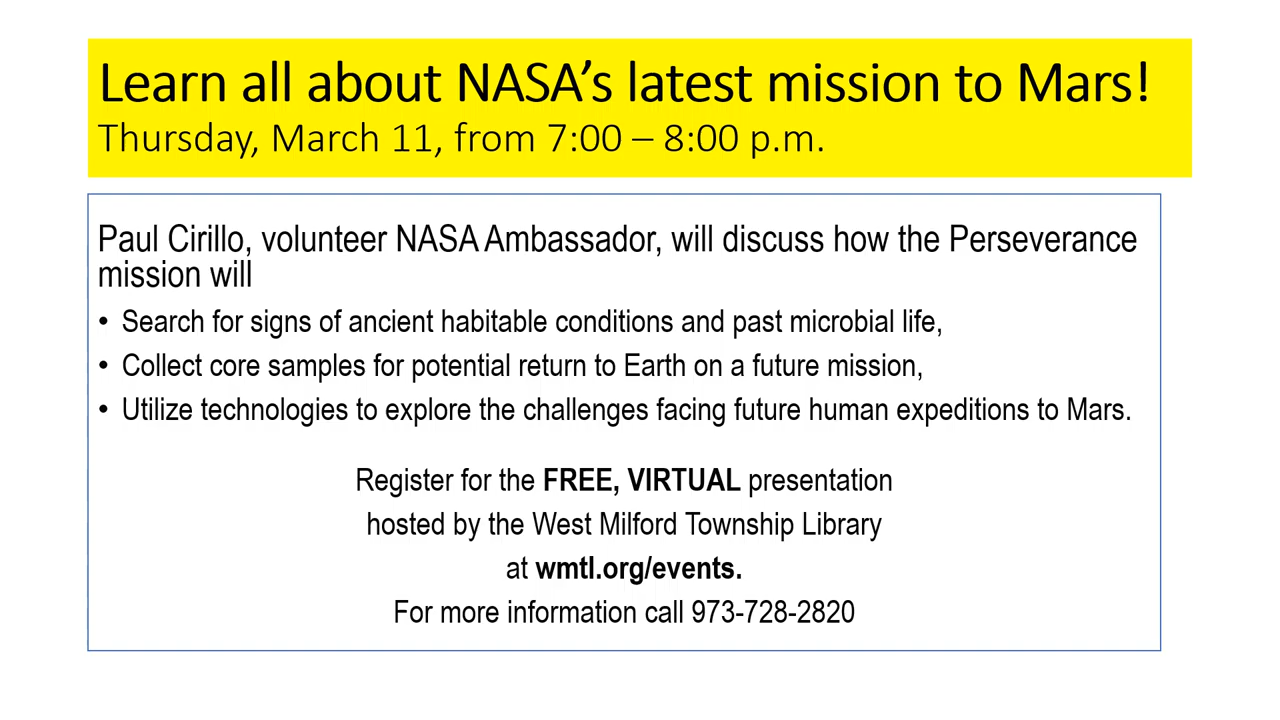 Learn all about NASA’s latest mission to Mars!
Thursday, March 11, from 7:00 – 8:00 p.m.
Paul Cirillo, volunteer NASA Ambassador, will discuss how the Perseverance
mission will
• Search for signs of ancient habitable conditions and past microbial life,
• Collect core samples for potential return to Earth on a future mission,
• Utilize technologies to explore the challenges facing future human expeditions to Mars.
Register for the FREE, VIRTUAL presentation
hosted by the West Milford Township Library
at wmtl.org/events.
For more information call 973-728-2820